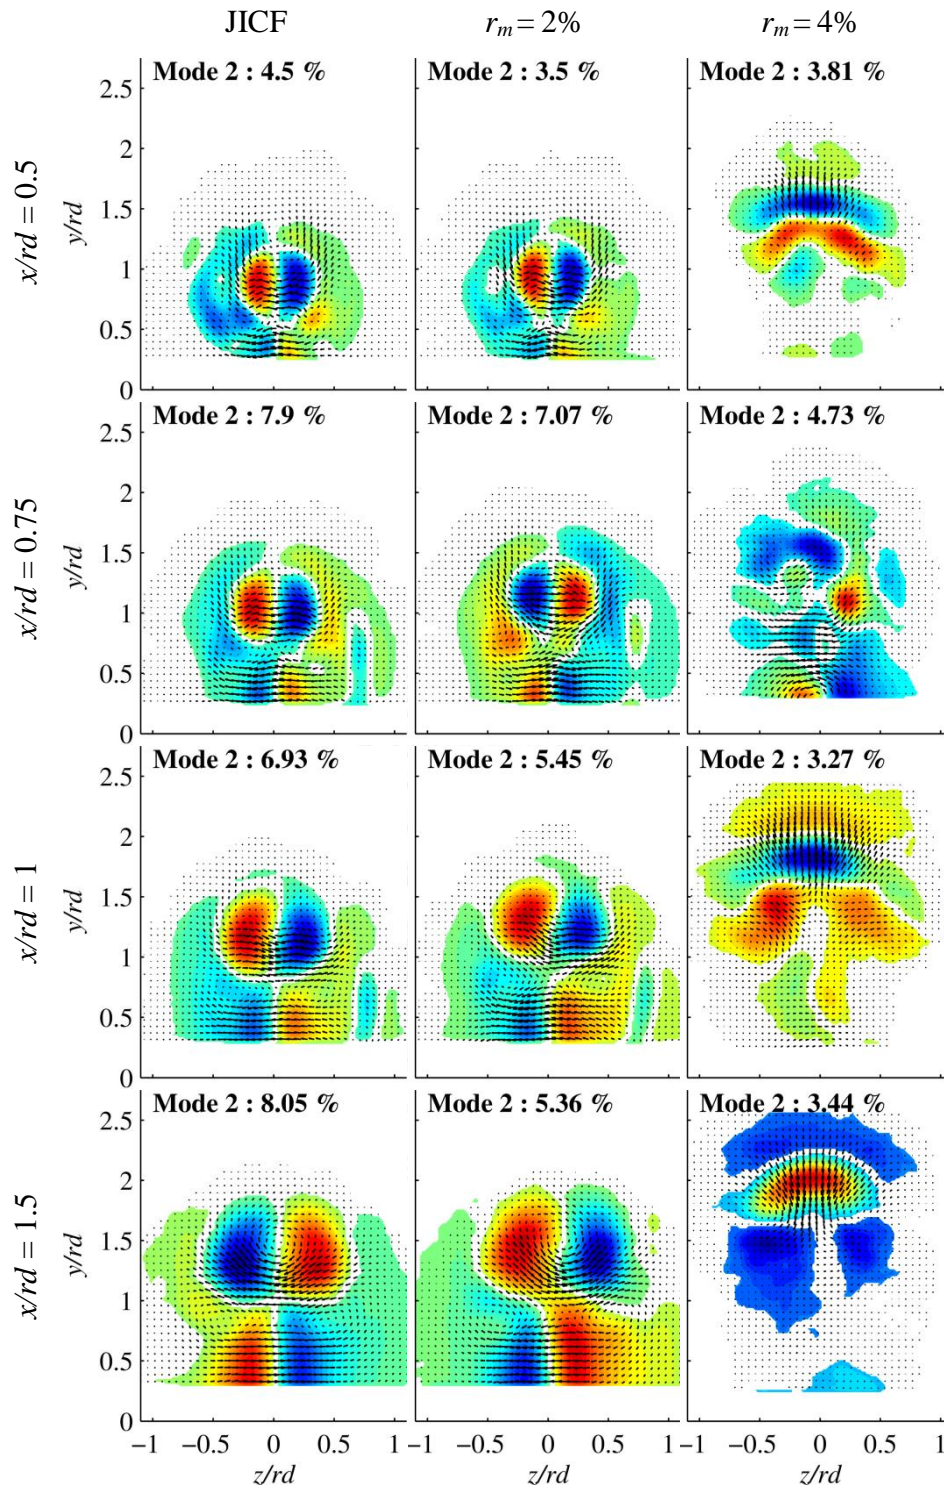 JICF r_m = 2% r_m = 4%
x/rd = 0.5
y/rd
2.5
2
1.5
1
0.5
0
Mode 2 : 4.5 % Mode 2 : 3.5 % Mode 2 : 3.81 %
x/rd = 0.75
y/rd
2.5
2
1.5
1
0.5
0
Mode 2 : 7.9 % Mode 2 : 7.07 % Mode 2 : 4.73 %
x/rd = 1
y/rd
2.5
2
1.5
1
0.5
0
Mode 2 : 6.93 % Mode 2 : 5.45 % Mode 2 : 3.27 %
x/rd = 1.5
y/rd
2.5
2
1.5
1
0.5
0
Mode 2 : 8.05 % Mode 2 : 5.36 % Mode 2 : 3.44 %
−1 −0.5 0 0.5 1 −0.5 0 0.5 −1 −0.5 0 0.5 1
z/rd z/rd z/rd